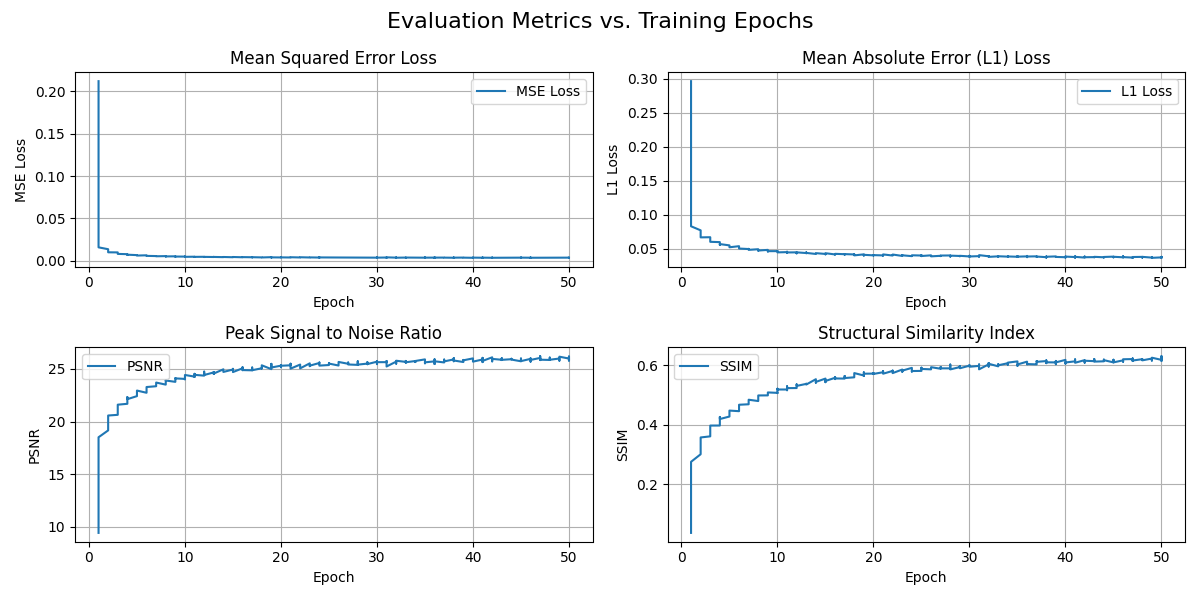 Evaluation Metrics vs. Training Epochs
Mean Squared Error Loss
MSE Loss
0.20
0.15
0.10
0.05
0.00
MSE Loss
0 10 20 30 40 50
Epoch
Mean Absolute Error (L1) Loss
L1 Loss
0.30
0.25
0.20
0.15
0.10
0.05
L1 Loss
0 10 20 30 40 50
Epoch
Peak Signal to Noise Ratio
PSNR
25
20
15
10
PSNR
0 10 20 30 40 50
Epoch
Structural Similarity Index
SSIM
0.6
0.4
0.2
SSIM
0 10 20 30 40 50
Epoch